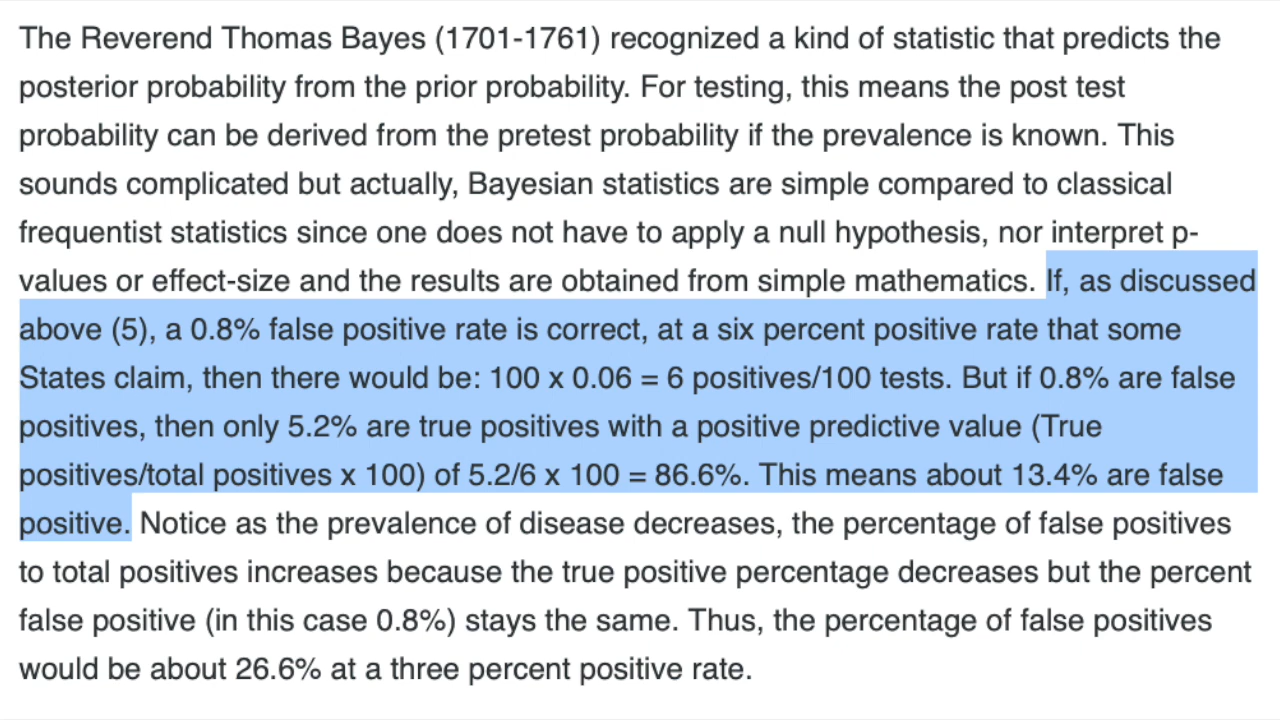 The Reverend Thomas Bayes (1701-1761) recognized a kind of statistic that predicts the
posterior probability from the prior probability. For testing, this means the post test
probability can be derived from the pretest probability if the prevalence is known. This
sounds complicated but actually, Bayesian statistics are simple compared to classical
frequentist statistics since one does not have to apply a null hypothesis, nor interpret p-
values or effect-size and the results are obtained from simple mathematics. If, as discussed
above (5), a 0.8% false positive rate is correct, at a six percent positive rate that some
States claim, then there would be: 100 x 0.06 = 6 positives/100 tests. But if 0.8% are false
positives, then only 5.2% are true positives with a positive predictive value (True
positives/total positives x 100) of 5.2/6 x 100 = 86.6%. This means about 13.4% are false
positive. Notice as the prevalence of disease decreases, the percentage of false positives
to total positives increases because the true positive percentage decreases but the percent
false positive (in this case 0.8%) stays the same. Thus, the percentage of false positives
would be about 26.6% at a three percent positive rate.